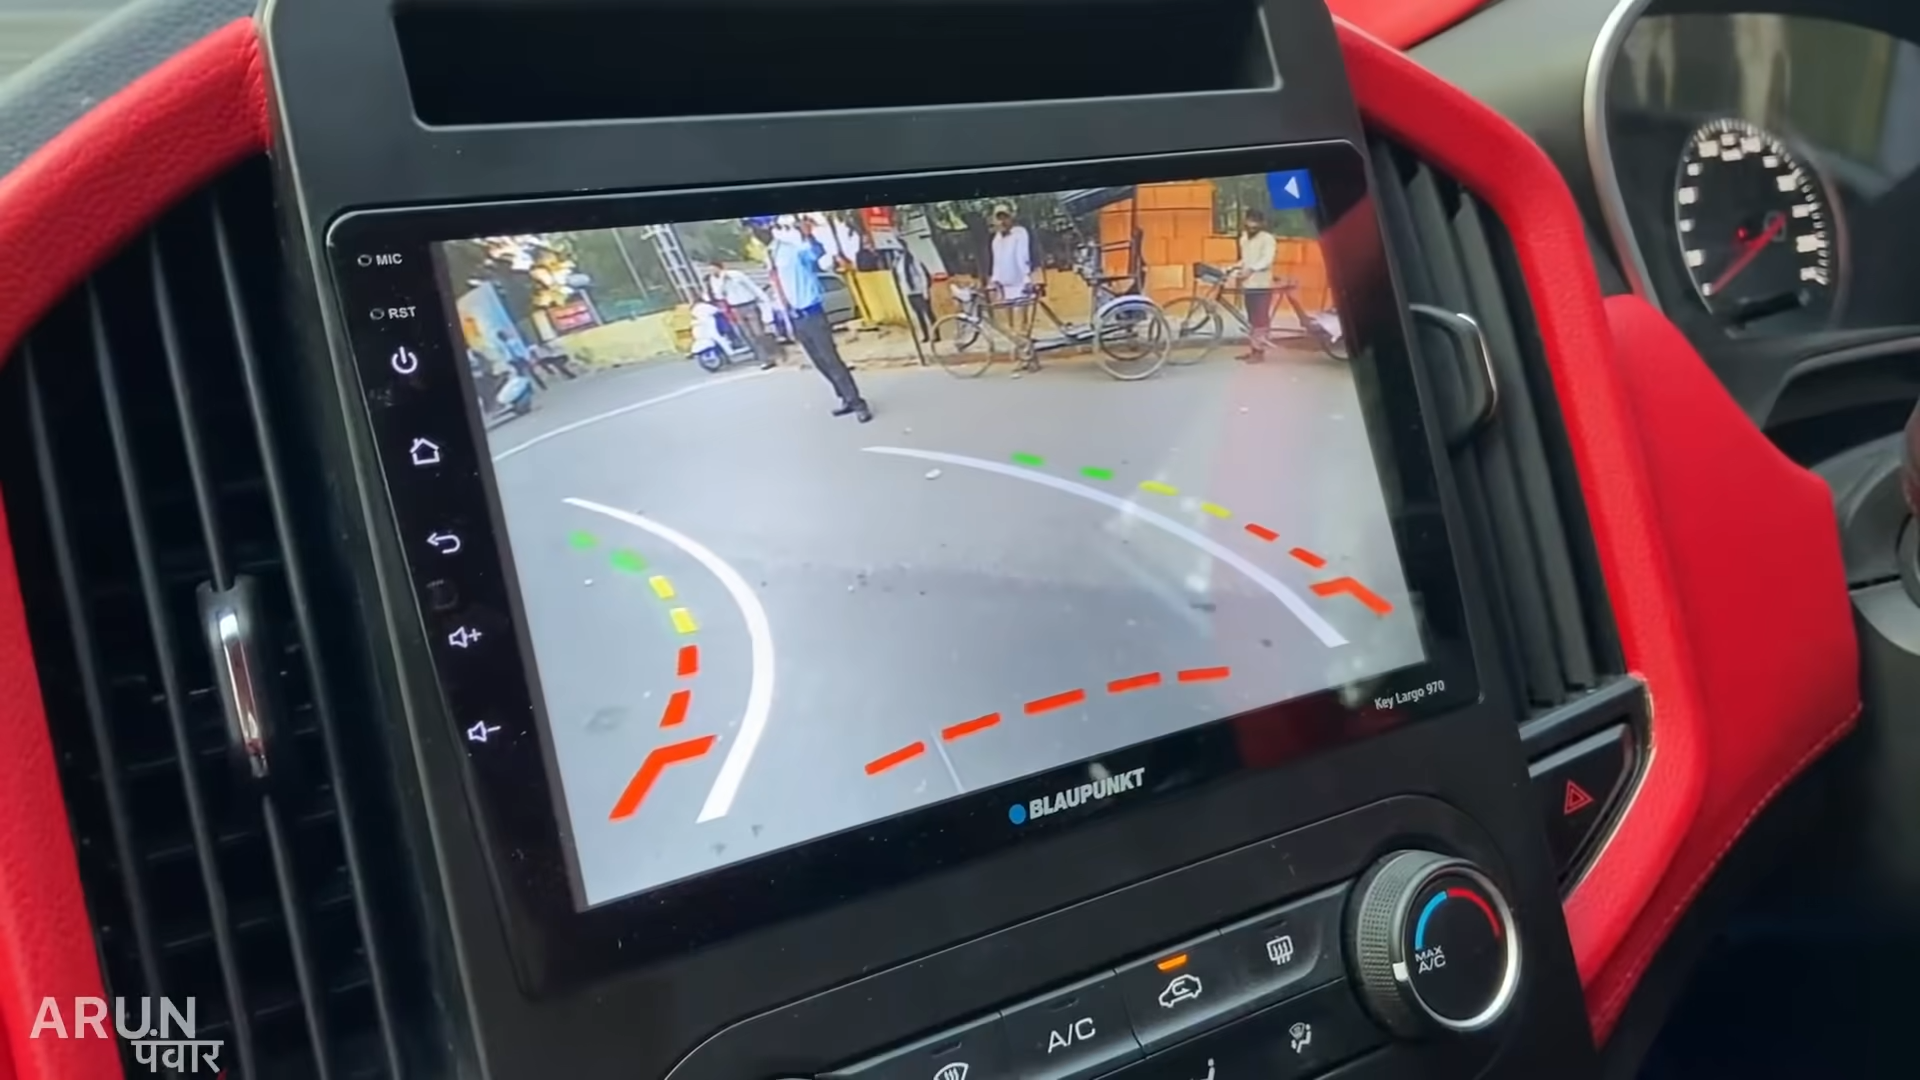 MIC
RST
Key Largo 970
BLAUPUNKT
MAX
A/C
A/C
ARUN
पंवार